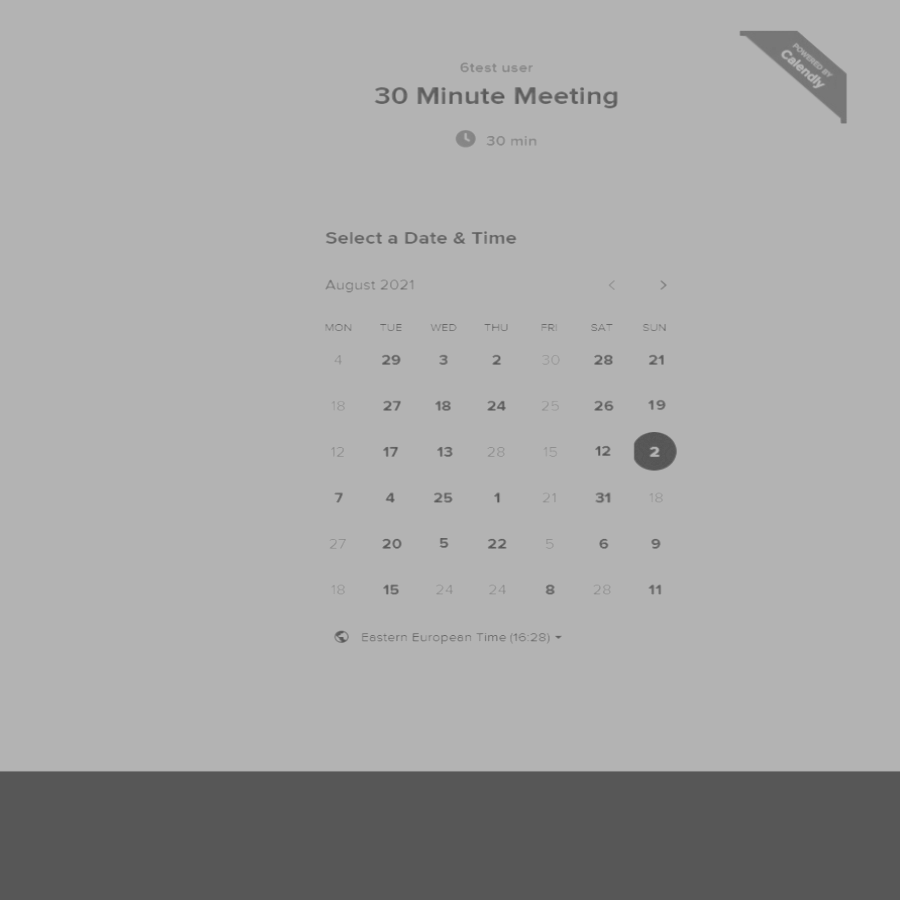 POWERED BY
Calendly
6test user
30 Minute Meeting
30 min
Select a Date & Time
August 2021
MON TUE WED THU FRI SAT SUN
4 29 3 2 30 28 21
18 27 18 24 25 26 19
12 17 13 28 15 12 2
7 4 25 1 21 31 18
27 20 5 22 5 6 9
18 15 24 24 8 28 11
Eastern European Time (16:28)